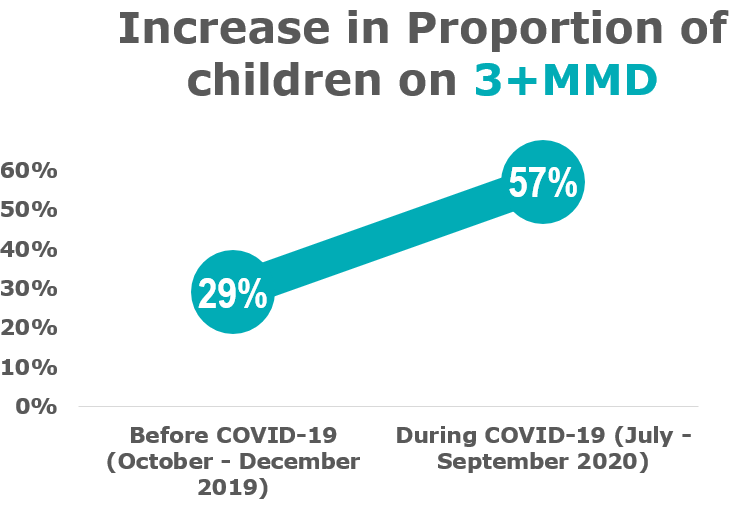 Increase in Proportion of
children on 3+MMD
60%
50%
40%
30%
20%
10%
0%
57%
29%
Before COVID-19
(October - December
2019)
During COVID-19 (July -
September 2020)